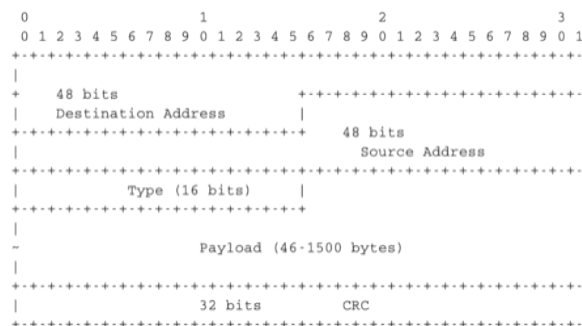 0                   1                   2                   3
0 1 2 3 4 5 6 7 8 9 0 1 2 3 4 5 6 7 8 9 0 1 2 3 4 5 6 7 8 9 0 1
48 bits
Destination Address
48 bits
Source Address
Type (16 bits)
Payload (46-1500 bytes)
32 bits CRC